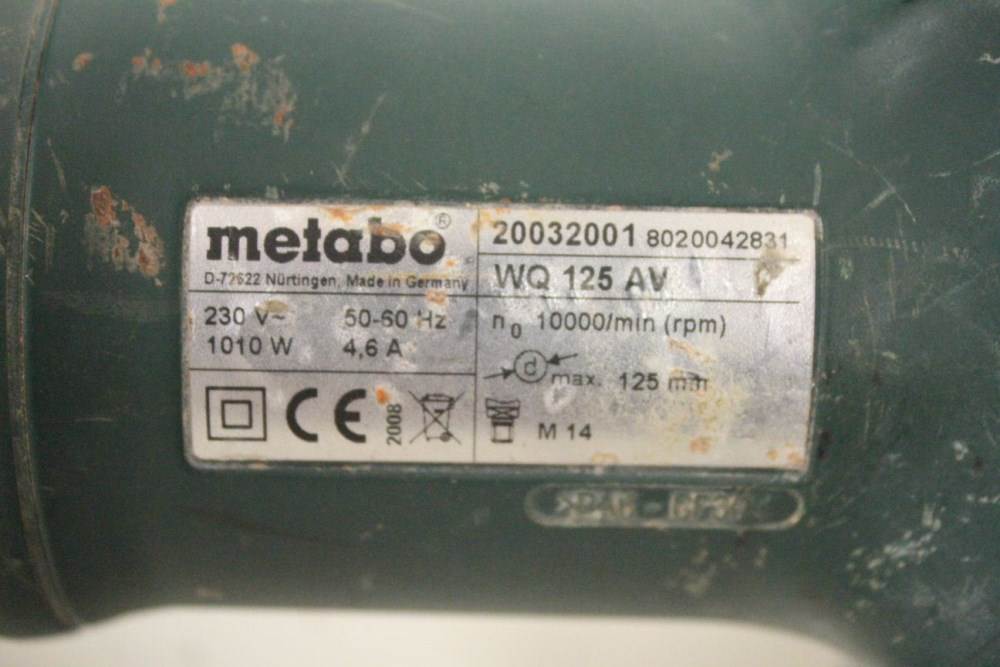 metabo®
D-72622 Nürtingen, Made in Germany
230 V~ 50-60 Hz
1010 W 4,6 A
CE 2008
20032001 8020042831
WQ 125 AV
n0 10000/min (rpm)
d max. 125 mm
M 14